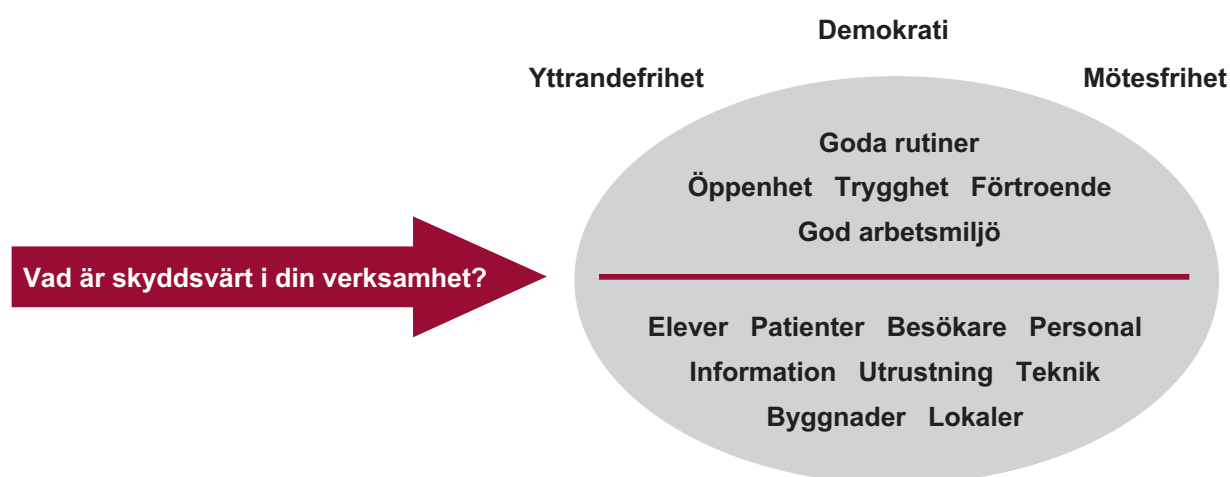 Demokrati
Yttrandefrihet Mötesfrihet
Goda rutiner
Öppenhet Trygghet Förtroende
God arbetsmiljö
Vad är skyddsvärt i din verksamhet?
Elever Patienter Besökare Personal
Information Utrustning Teknik
Byggnader Lokaler